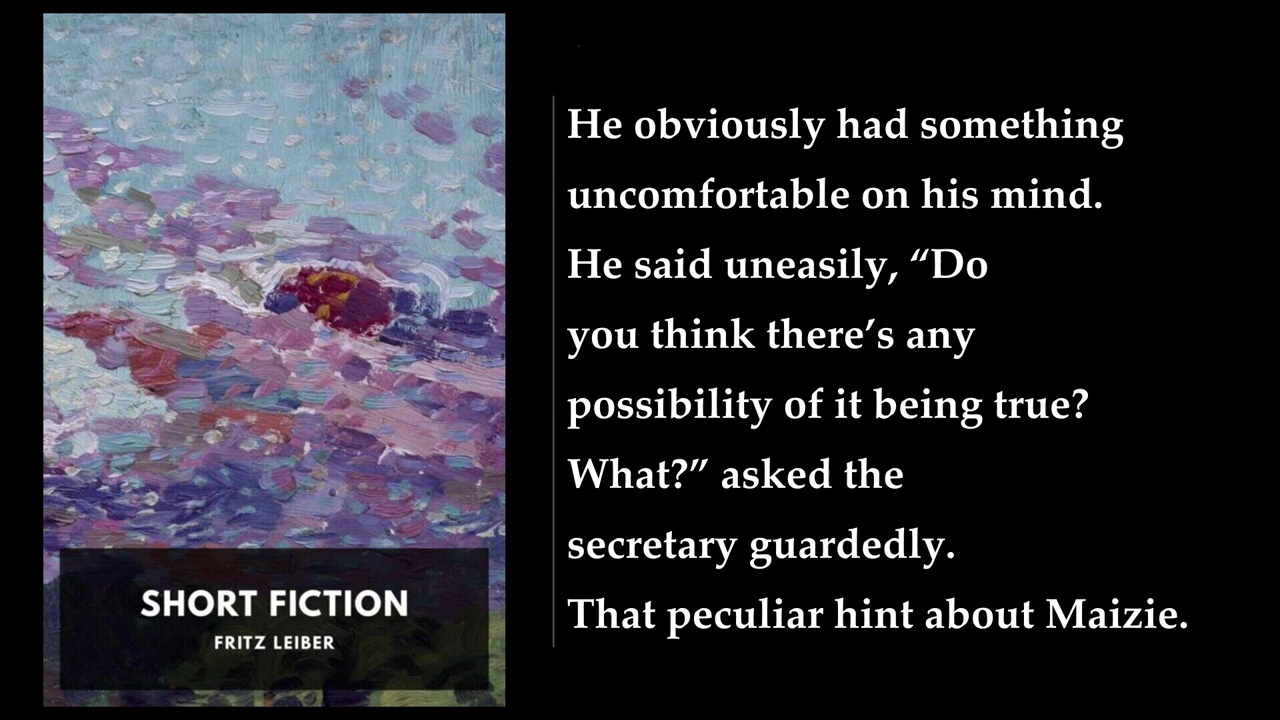 SHORT FICTION
FRITZ LEIBER
He obviously had something
uncomfortable on his mind.
He said uneasily, “Do
you think there’s any
possibility of it being true?
What?” asked the
secretary guardedly.
That peculiar hint about Maizie.